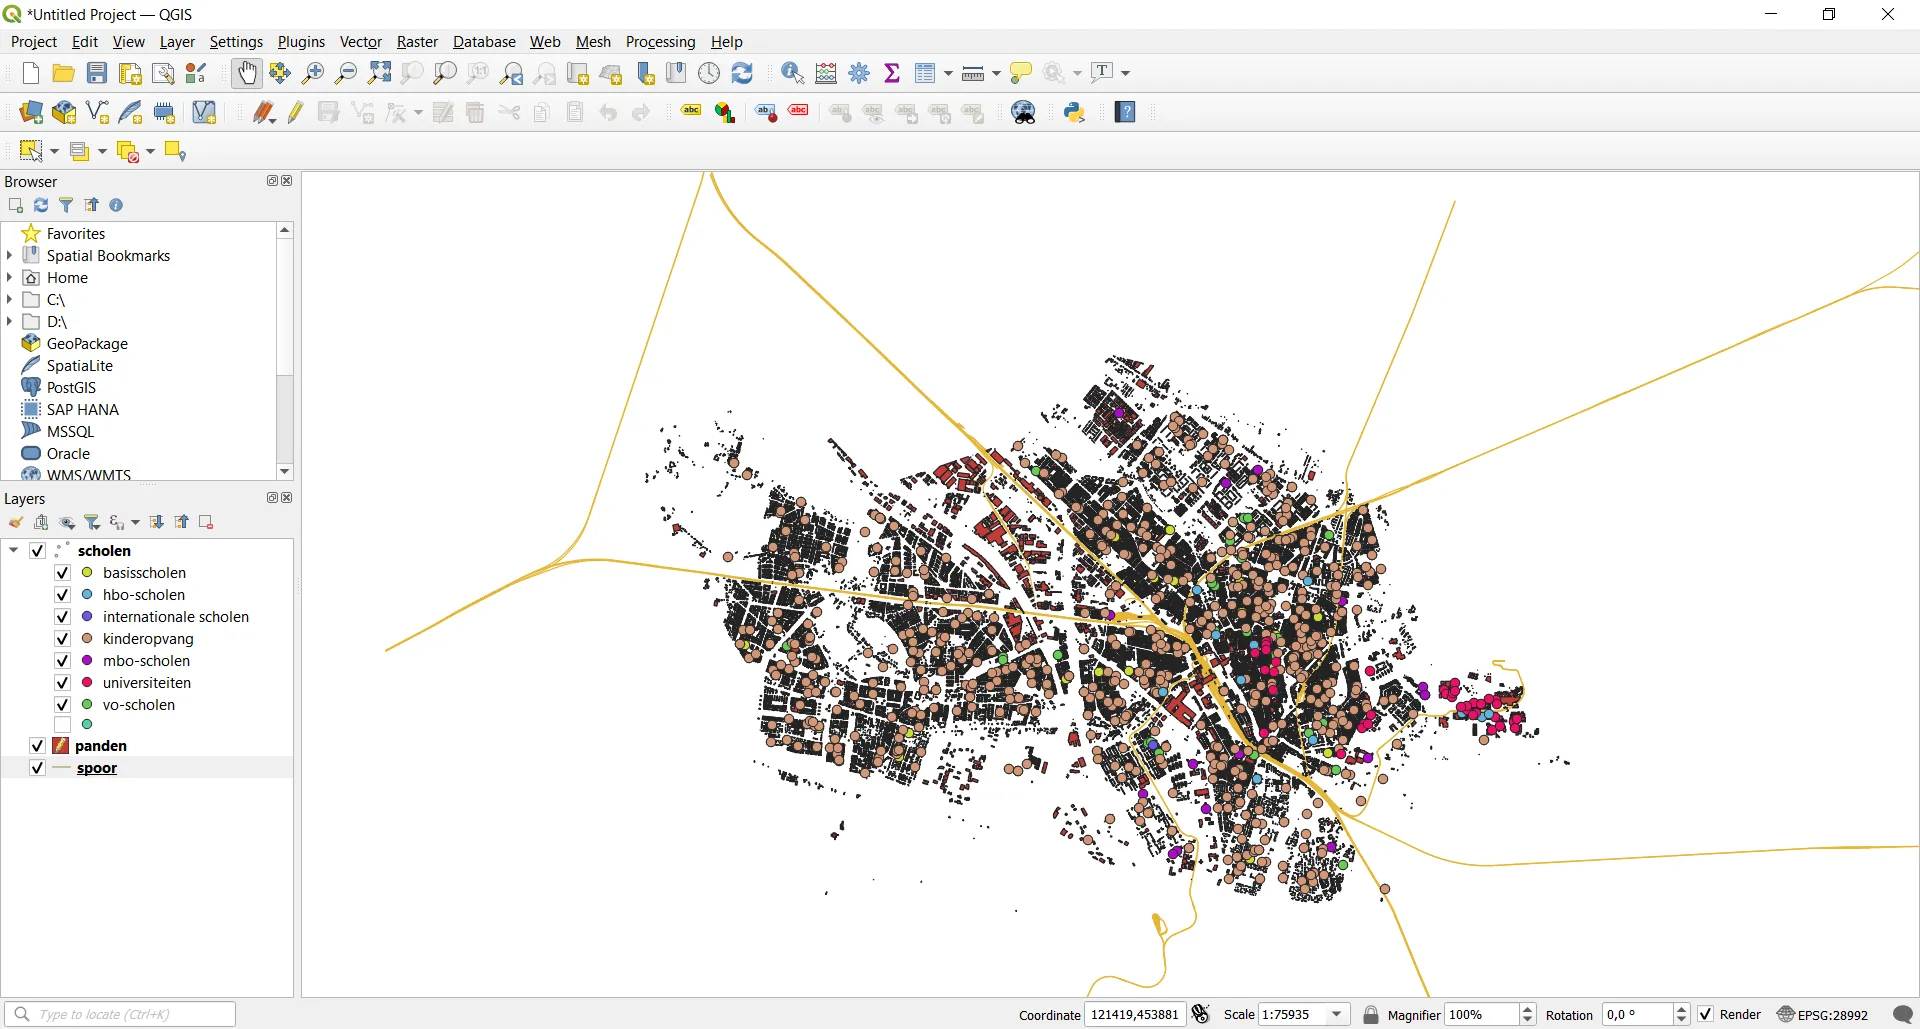 *Untitled Project — QGIS
Project Edit View Layer Settings Plugins Vector Raster Database Web Mesh Processing Help
Browser
Favorites
Spatial Bookmarks
Home
C:\
D:\
GeoPackage
SpatiaLite
PostGIS
SAP HANA
MSSQL
Oracle
WMS/WMTS
Layers
scholen
basisscholen
hbo-scholen
internationale scholen
kinderopvang
mbo-scholen
universiteiten
vo-scholen
panden
spoor
Type to locate (Ctrl+K)
Coordinate 121419,453881 Scale 1:75935 Magnifier 100% Rotation 0,0 ° Render EPSG:28992